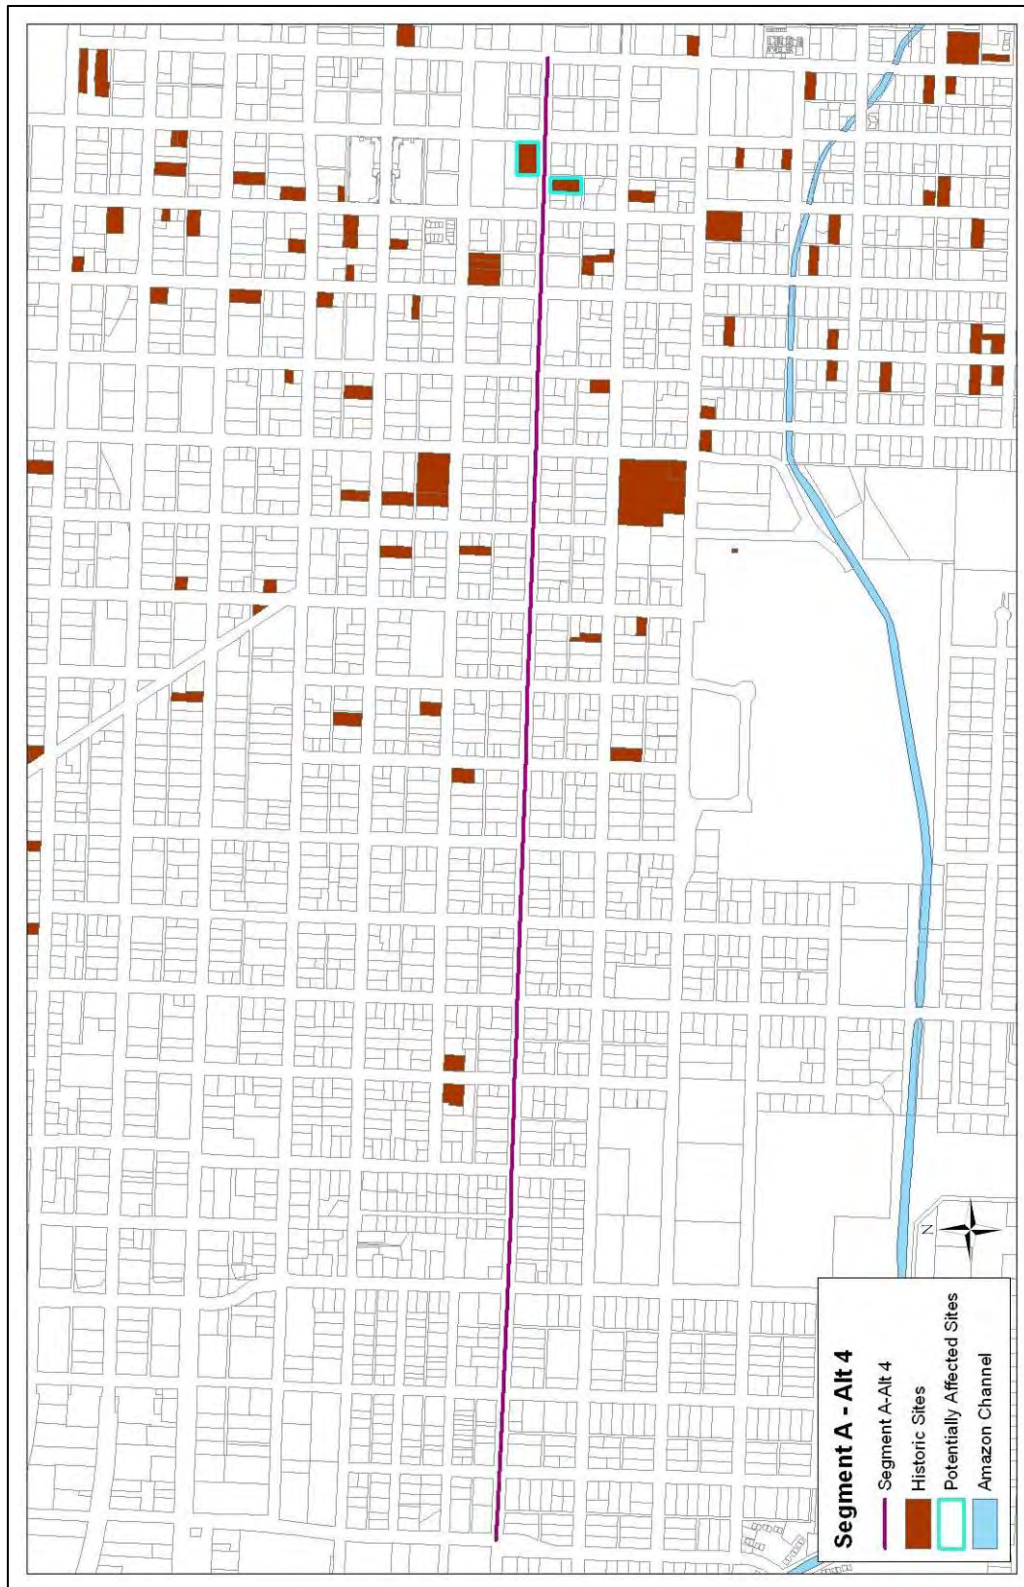 N
Segment A - Alt 4
Segment A-Alt 4
Historic Sites
Potentially Affected Sites
Amazon Channel